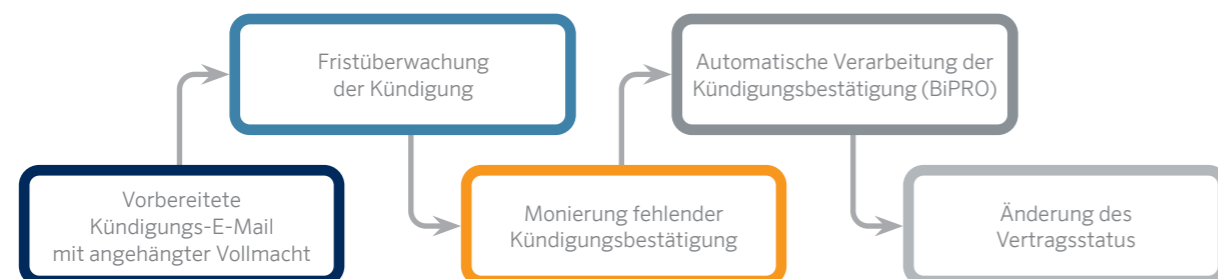 Vorbereitete
Kündigungs-E-Mail
mit angehängter Vollmacht
Fristüberwachung
der Kündigung
Monierung fehlender
Kündigungsbestätigung
Automatische Verarbeitung der
Kündigungsbestätigung (BiPRO)
Änderung des
Vertragsstatus